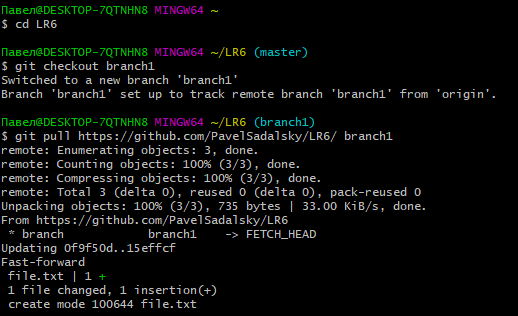 Павел@DESKTOP-7QTNHN8 MINGW64 ~
$ cd LR6
Павел@DESKTOP-7QTNHN8 MINGW64 ~/LR6 (master)
$ git checkout branch1
Switched to a new branch 'branch1'
Branch 'branch1' set up to track remote branch 'branch1' from 'origin'.
Павел@DESKTOP-7QTNHN8 MINGW64 ~/LR6 (branch1)
$ git pull https://github.com/PavelSadalsky/LR6/ branch1
remote: Enumerating objects: 3, done.
remote: Counting objects: 100% (3/3), done.
remote: Compressing objects: 100% (3/3), done.
remote: Total 3 (delta 0), reused 0 (delta 0), pack-reused 0
Unpacking objects: 100% (3/3), 735 bytes | 33.00 KiB/s, done.
From https://github.com/PavelSadalsky/LR6
 * branch            branch1    -> FETCH_HEAD
Updating 0f9f50d..15effcf
Fast-forward
 file.txt | 1 +
 1 file changed, 1 insertion(+)
 create mode 100644 file.txt